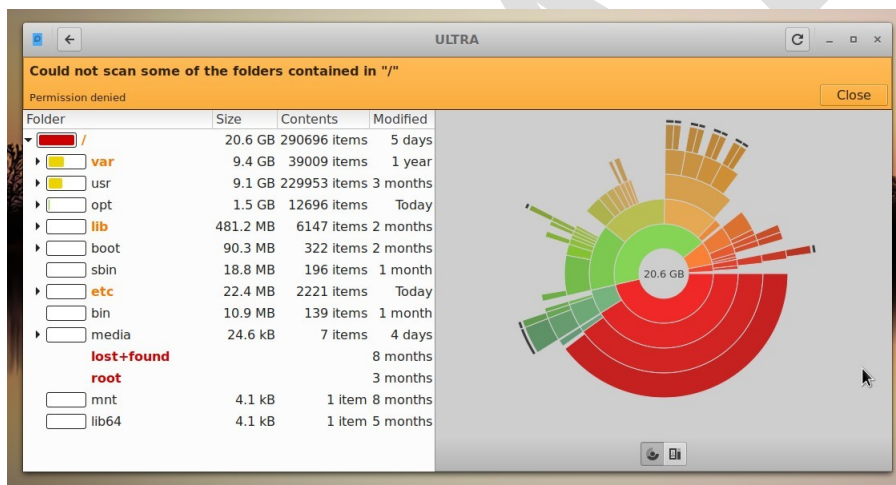 ULTRA
Could not scan some of the folders contained in "/"
Permission denied
Close
Folder Size Contents Modified
/ 20.6 GB 290696 items 5 days
var 9.4 GB 39009 items 1 year
usr 9.1 GB 229953 items 3 months
opt 1.5 GB 12696 items Today
lib 481.2 MB 6147 items 2 months
boot 90.3 MB 322 items 2 months
sbin 18.8 MB 196 items 1 month
etc 22.4 MB 2221 items Today
bin 10.9 MB 139 items 1 month
media 24.6 kB 7 items 4 days
lost+found 8 months
root 3 months
mnt 4.1 kB 1 item 8 months
lib64 4.1 kB 1 item 5 months
20.6 GB